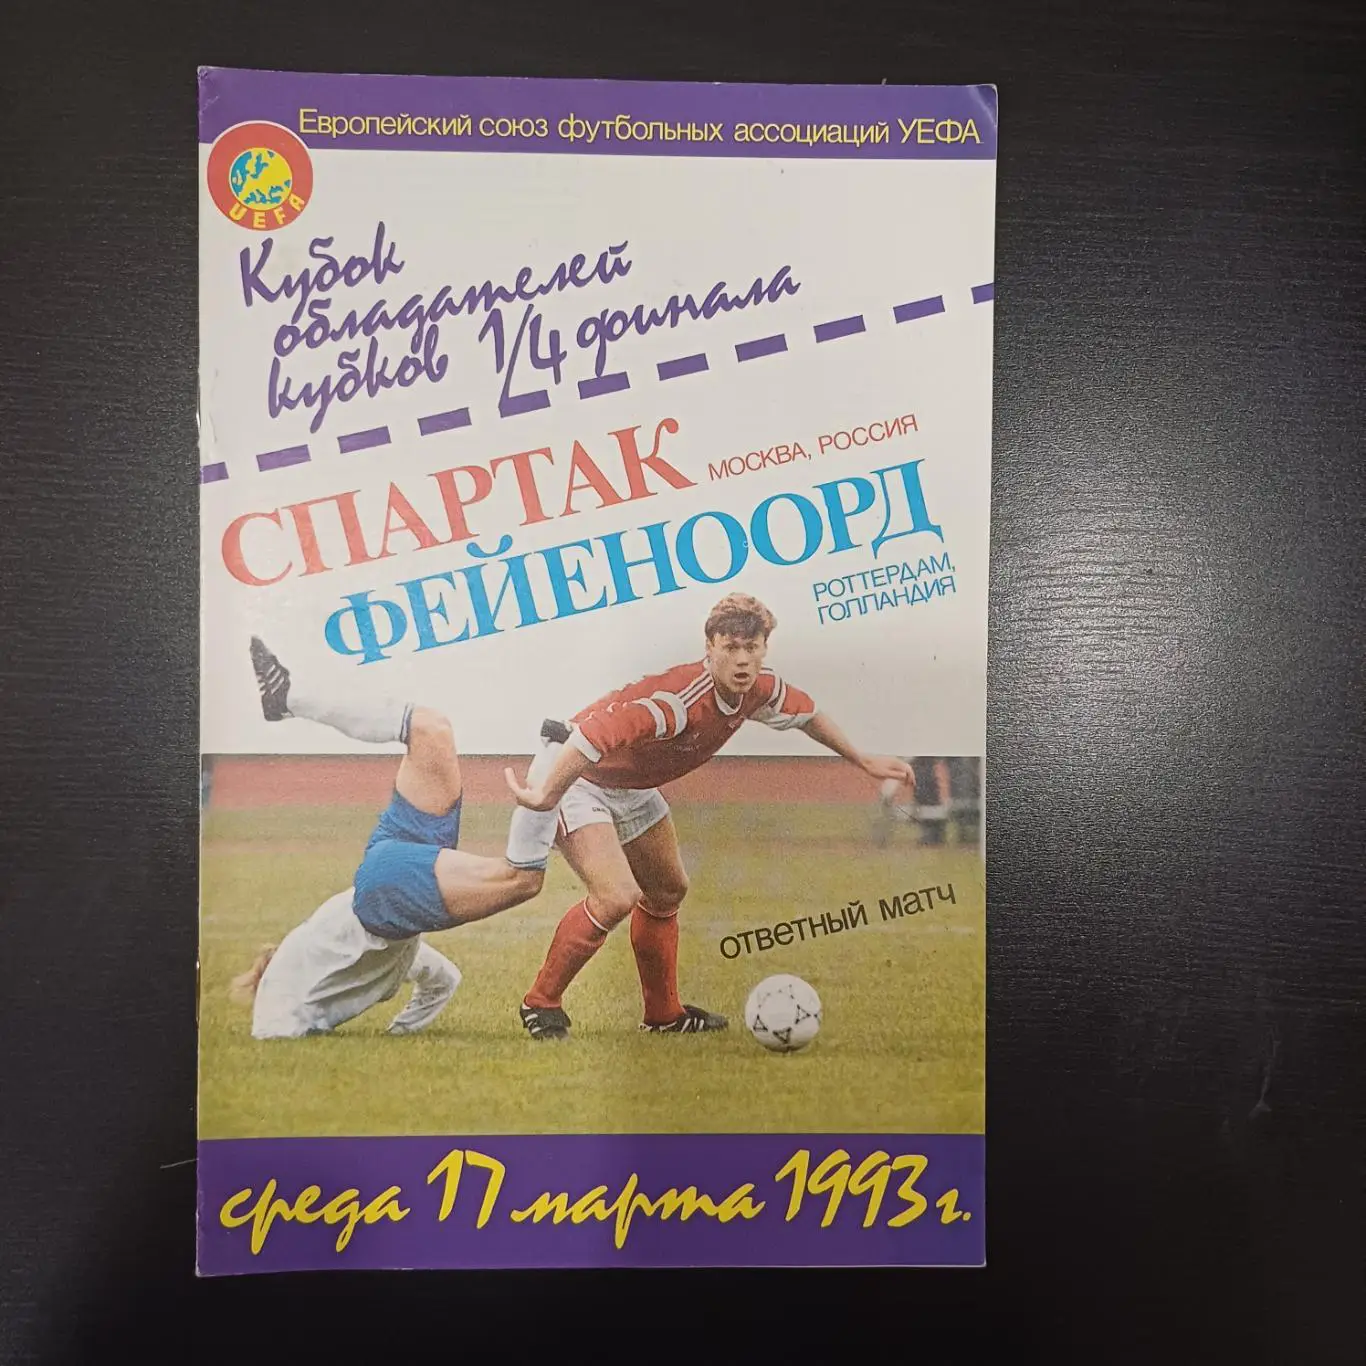 Европейский союз футбольных ассоциаций УЕФА
UEFA
Кубок
обладателей
кубков 1/4 финала
СПАРТАК
МОСКВА, РОССИЯ
ФЕЙЕНООРД
РОТТЕРДАМ,
ГОЛЛАНДИЯ
ответный матч
среда 17 марта 1993 г.